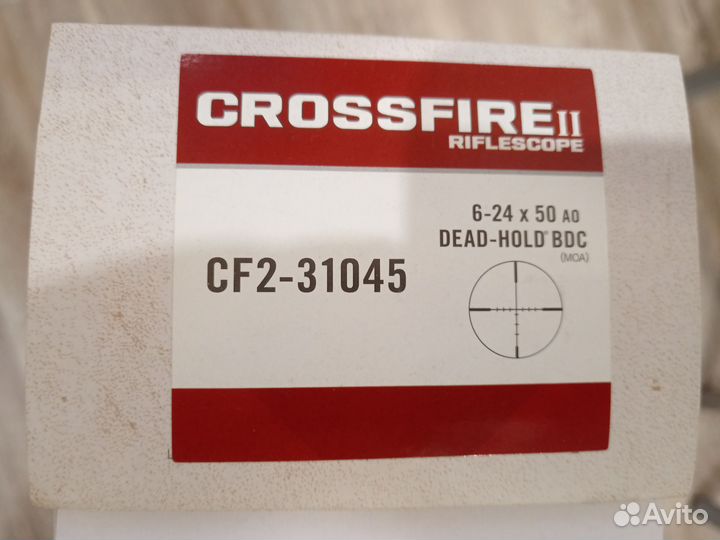 CROSSFIRE II
RIFLESCOPE
6-24 x 50 AO
DEAD-HOLD® BDC
(MOA)
CF2-31045
Avito